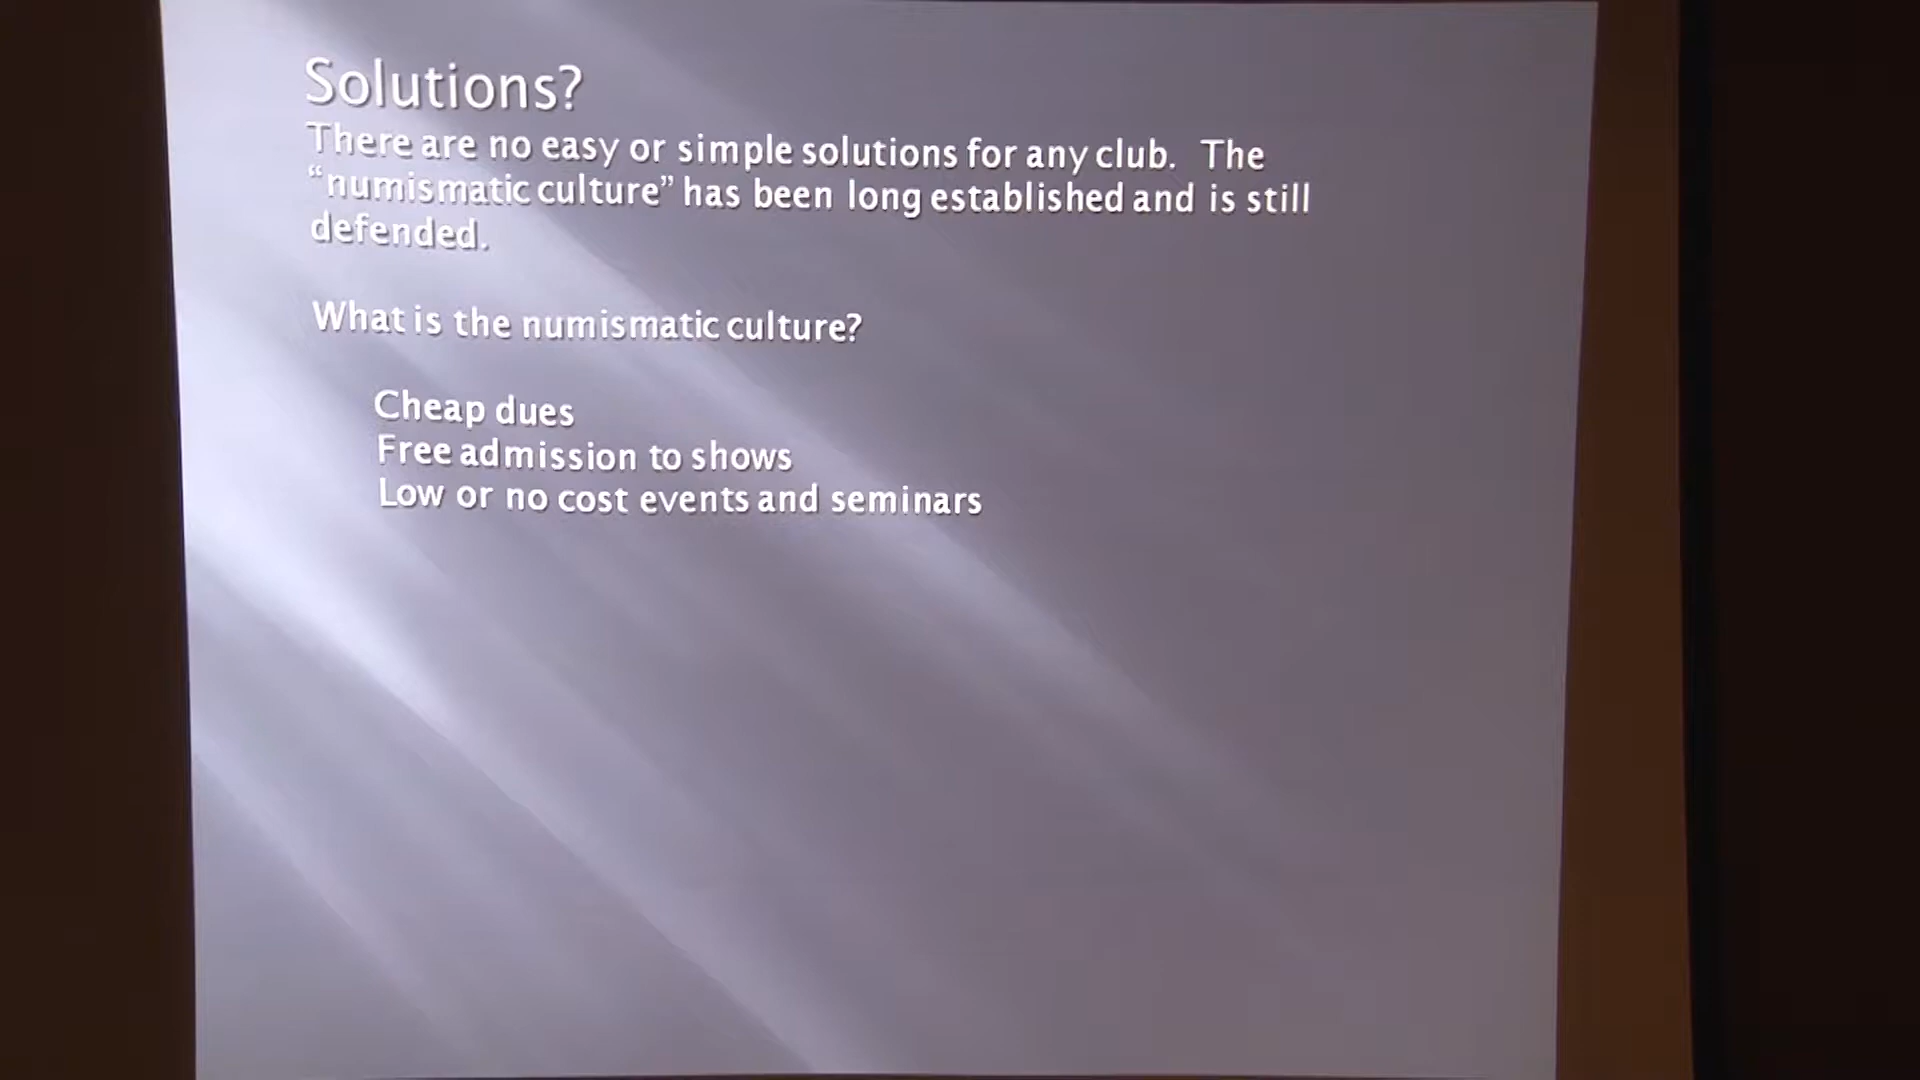 Solutions?
There are no easy or simple solutions for any club. The
“numismatic culture” has been long established and is still
defended.
What is the numismatic culture?
Cheap dues
Free admission to shows
Low or no cost events and seminars